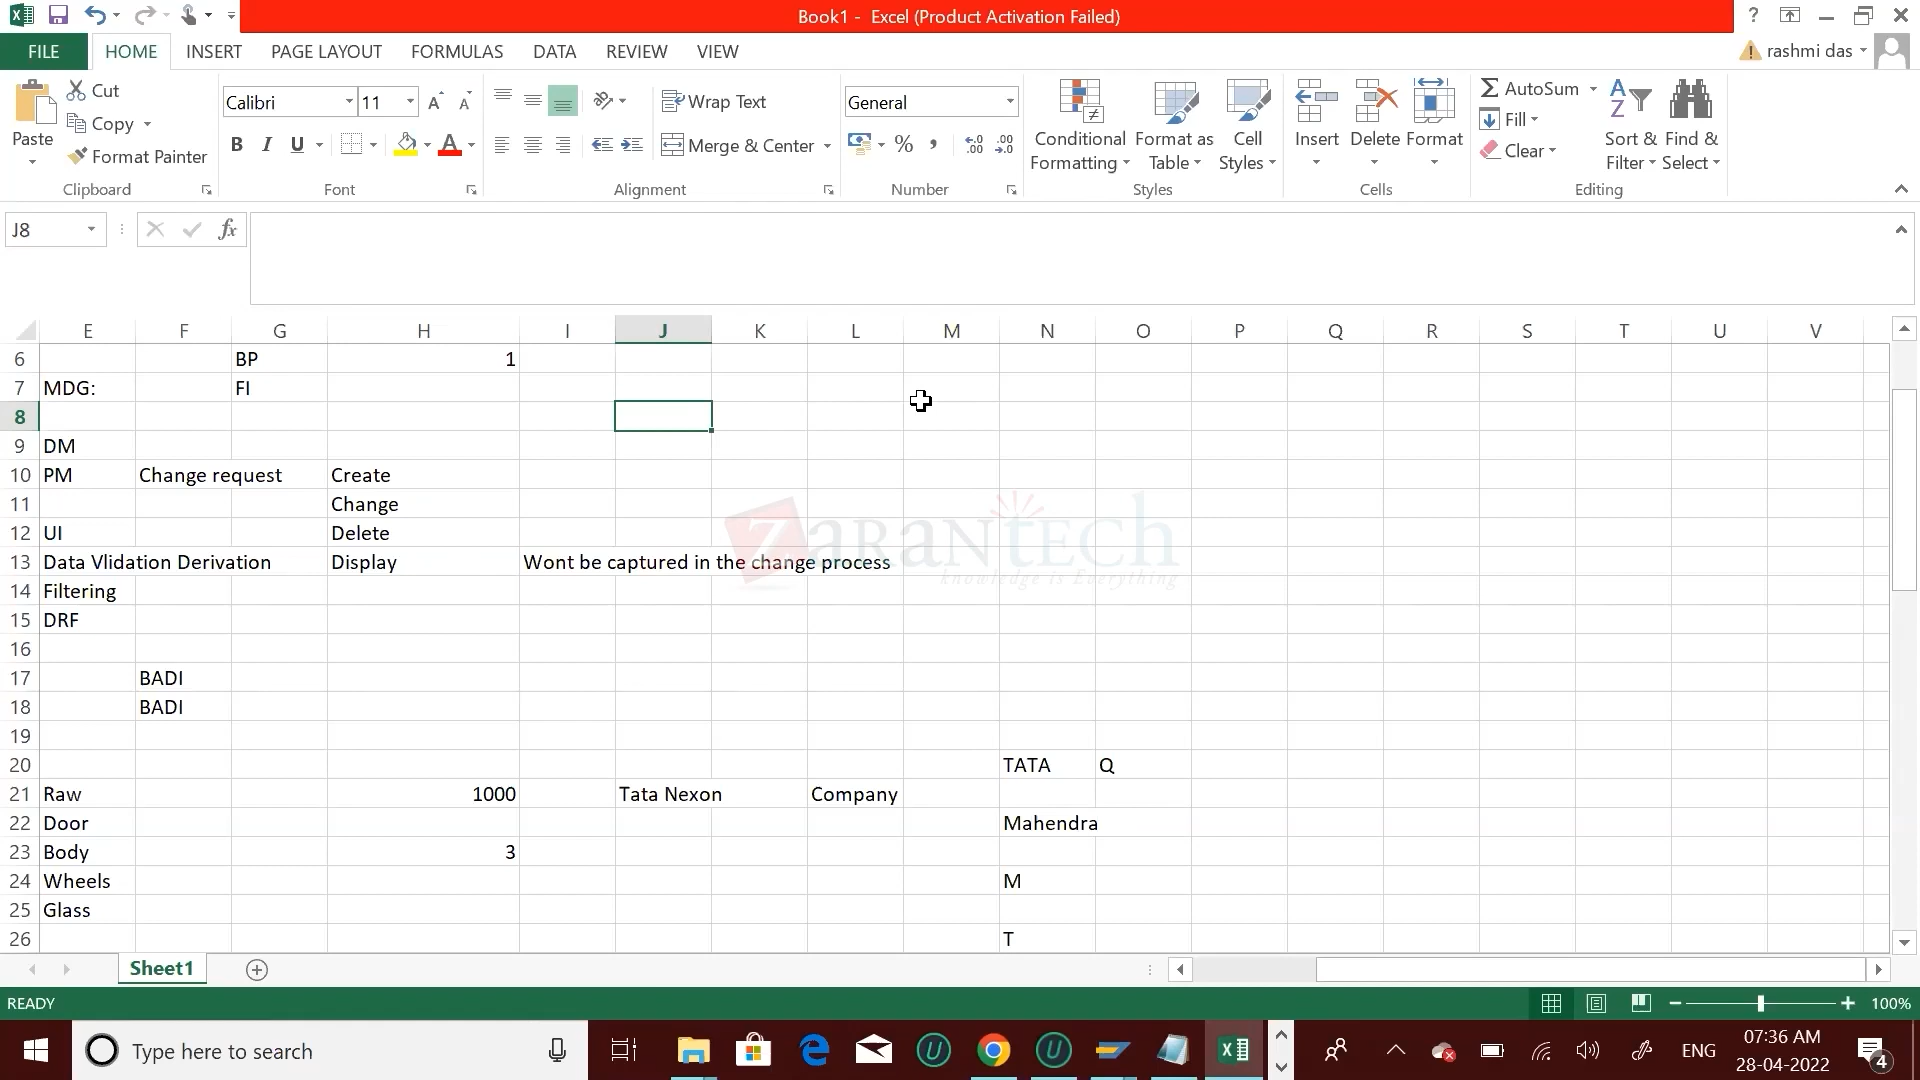 Book1 - Excel (Product Activation Failed)
FILE HOME INSERT PAGE LAYOUT FORMULAS DATA REVIEW VIEW
rashmi das
Paste
Cut
Copy
Format Painter
Clipboard
Calibri 11
B I U A
Font
Wrap Text
Merge & Center
Alignment
General
Number
Conditional Formatting
Format as Table
Cell Styles
Styles
Insert
Delete
Format
Cells
AutoSum
Fill
Clear
Sort & Filter
Find & Select
Editing
J8 fx
E F G H I J K L M N O P Q R S T U V
6 BP 1
7 MDG: FI
8
9 DM
10 PM Change request Create
11 Change
12 UI Delete
13 Data Vlidation Derivation Display Wont be captured in the change process
14 Filtering
15 DRF
16
17 BADI
18 BADI
19
20 TATA Q
21 Raw 1000 Tata Nexon Company
22 Door Mahendra
23 Body 3
24 Wheels M
25 Glass
26 T
ZaranTech
knowledge is Everything
Sheet1
READY
100%
Type here to search
ENG
07:36 AM
28-04-2022
4